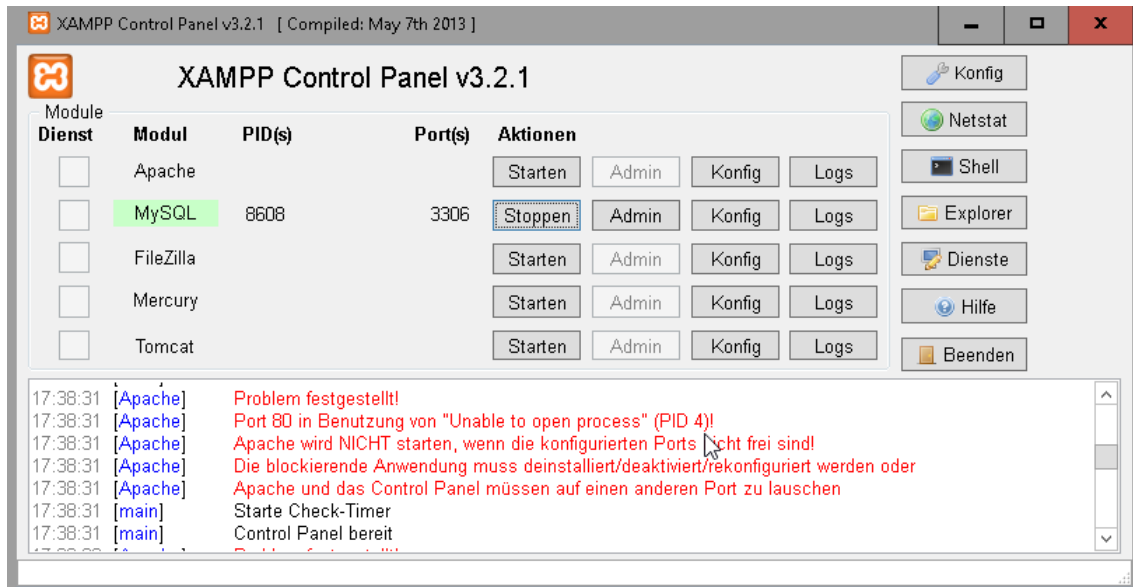 XAMPP Control Panel v3.2.1 [ Compiled: May 7th 2013 ]
XAMPP Control Panel v3.2.1
Konfig
Module
Dienst Modul PID(s) Port(s) Aktionen
Netstat
Apache Starten Admin Konfig Logs
Shell
MySQL 8608 3306 Stoppen Admin Konfig Logs
Explorer
FileZilla Starten Admin Konfig Logs
Dienste
Mercury Starten Admin Konfig Logs
Hilfe
Tomcat Starten Admin Konfig Logs
Beenden
17:38:31 [Apache] Problem festgestellt!
17:38:31 [Apache] Port 80 in Benutzung von "Unable to open process" (PID 4)!
17:38:31 [Apache] Apache wird NICHT starten, wenn die konfigurierten Ports nicht frei sind!
17:38:31 [Apache] Die blockierende Anwendung muss deinstalliert/deaktiviert/rekonfiguriert werden oder
17:38:31 [Apache] Apache und das Control Panel müssen auf einen anderen Port zu lauschen
17:38:31 [main] Starte Check-Timer
17:38:31 [main] Control Panel bereit